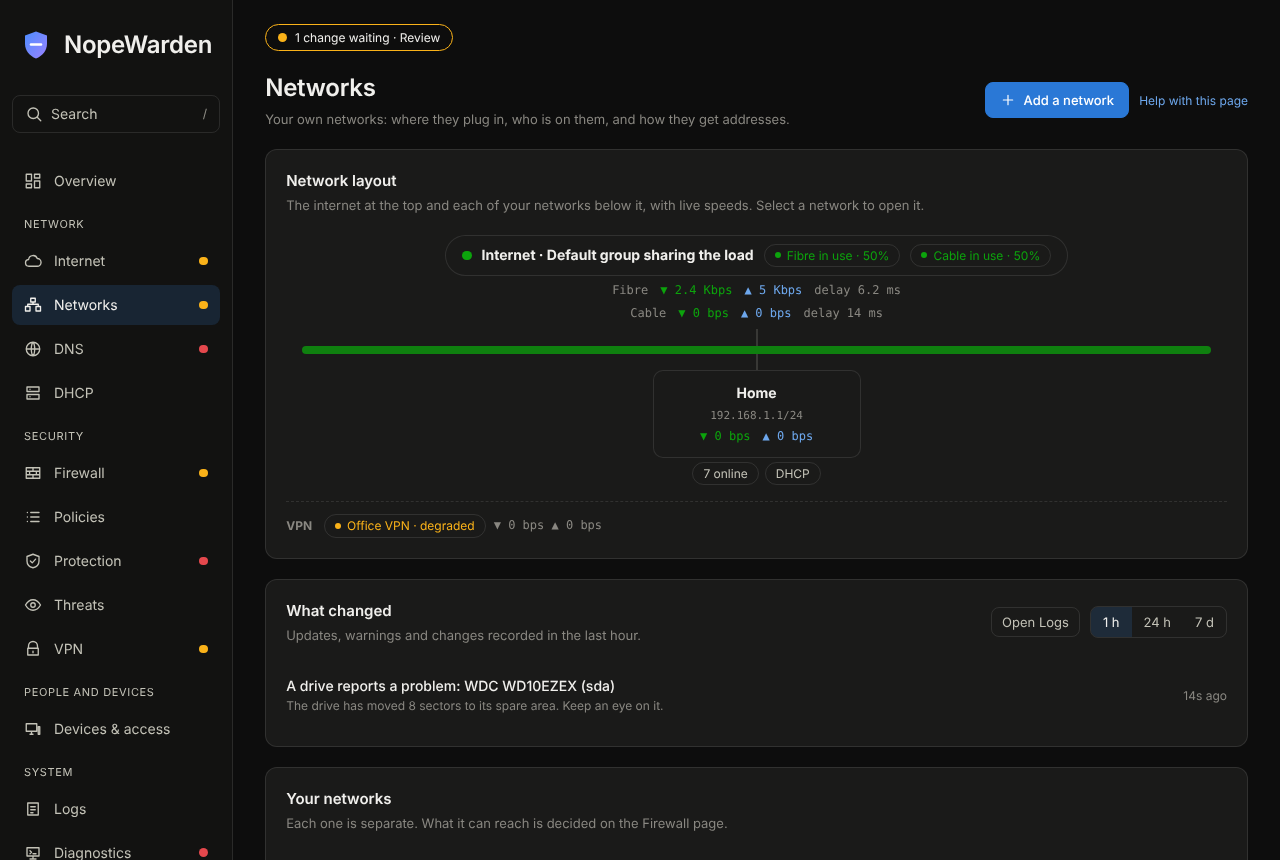 NopeWarden
Search /
Overview
NETWORK
Internet
Networks
DNS
DHCP
SECURITY
Firewall
Policies
Protection
Threats
VPN
PEOPLE AND DEVICES
Devices & access
SYSTEM
Logs
Diagnostics
1 change waiting · Review
Networks
Your own networks: where they plug in, who is on them, and how they get addresses.
Add a network
Help with this page
Network layout
The internet at the top and each of your networks below it, with live speeds. Select a network to open it.
Internet · Default group sharing the load Fibre in use · 50% Cable in use · 50%
Fibre ▼ 2.4 Kbps ▲ 5 Kbps delay 6.2 ms
Cable ▼ 0 bps ▲ 0 bps delay 14 ms
Home
192.168.1.1/24
▼ 0 bps ▲ 0 bps
7 online DHCP
VPN Office VPN · degraded ▼ 0 bps ▲ 0 bps
What changed
Updates, warnings and changes recorded in the last hour.
Open Logs 1 h 24 h 7 d
A drive reports a problem: WDC WD10EZEX (sda)
The drive has moved 8 sectors to its spare area. Keep an eye on it.
14s ago
Your networks
Each one is separate. What it can reach is decided on the Firewall page.